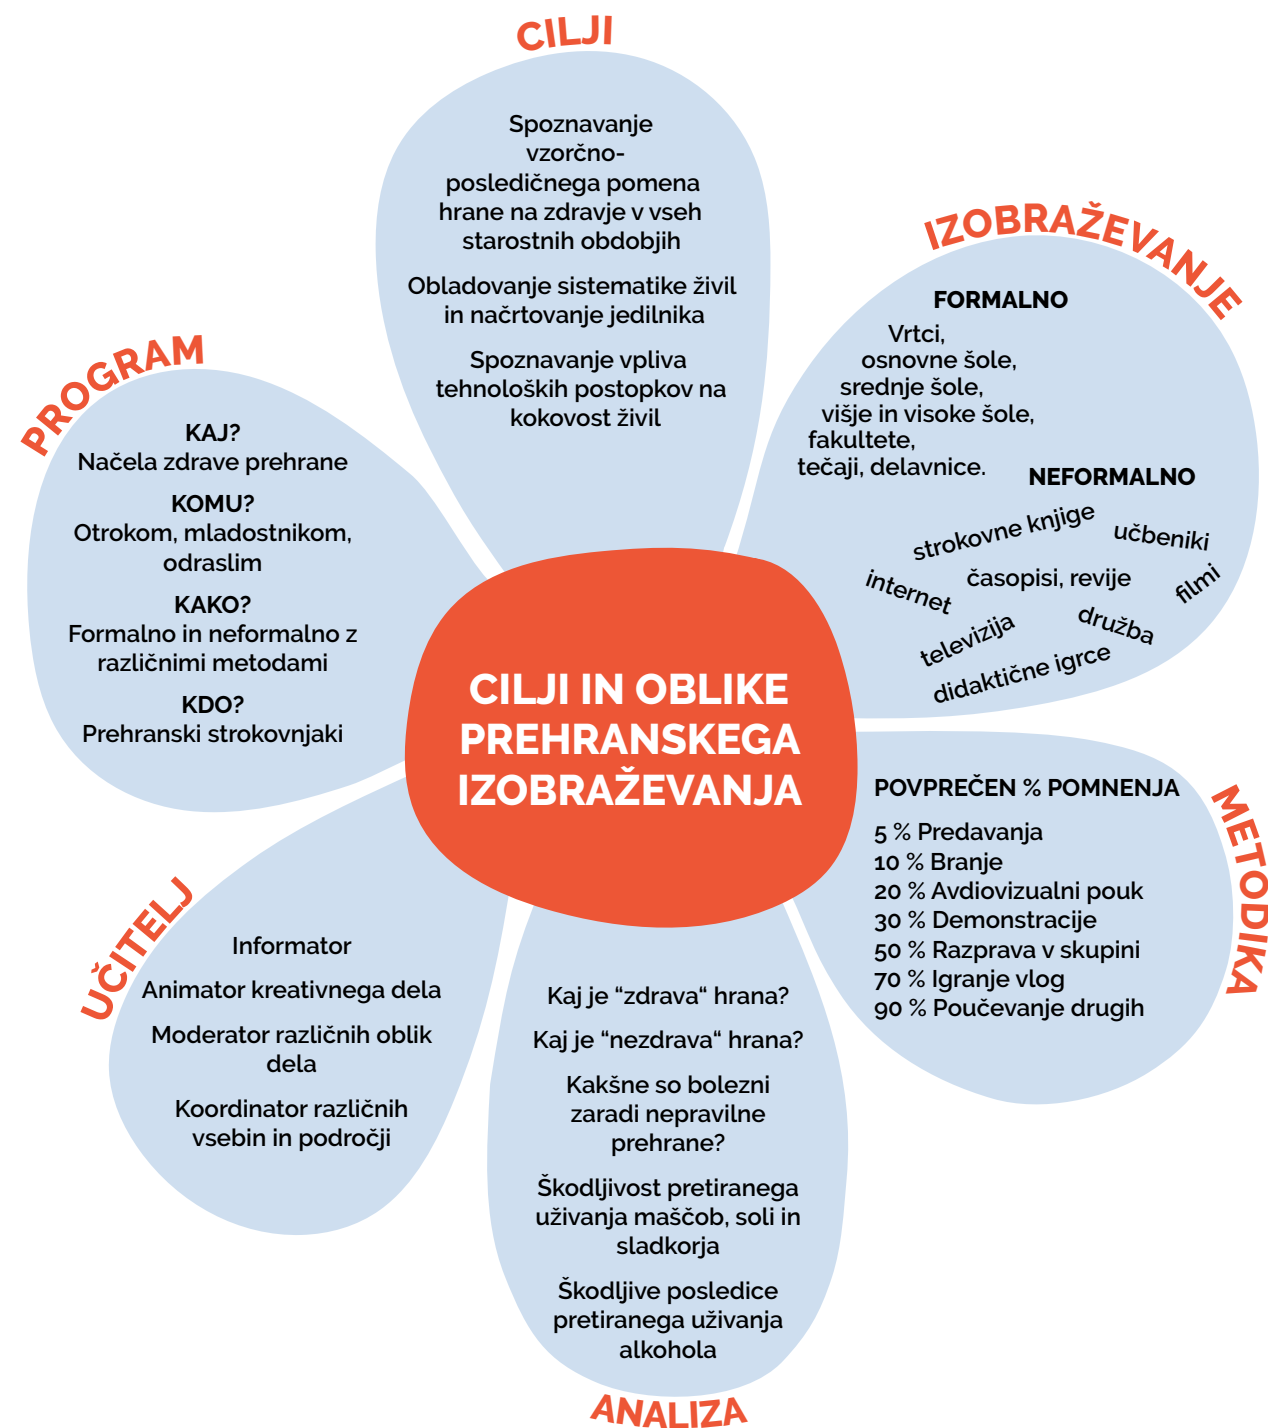 CILJI
Spoznavanje
vzorčno-
posledičnega pomena
hrane na zdravje v vseh
starostnih obdobjih
Obladovanje sistematike živil
in načrtovanje jedilnika
Spoznavanje vpliva
tehnoloških postopkov na
kokovost živil
IZOBRAŽEVANJE
FORMALNO
Vrtci,
osnovne šole,
srednje šole,
višje in visoke šole,
fakultete,
tečaji, delavnice.
NEFORMALNO
strokovne knjige
učbeniki
internet
časopisi, revije
filmi
televizija
družba
didaktične igrce
PROGRAM
KAJ?
Načela zdrave prehrane
KOMU?
Otrokom, mladostnikom,
odraslim
KAKO?
Formalno in neformalno z
različnimi metodami
KDO?
Prehranski strokovnjaki
CILJI IN OBLIKE
PREHRANSKEGA
IZOBRAŽEVANJA
METODIKA
POVPREČEN % POMNENJA
5 % Predavanja
10 % Branje
20 % Avdiovizualni pouk
30 % Demonstracije
50 % Razprava v skupini
70 % Igranje vlog
90 % Poučevanje drugih
UČITELJ
Informator
Animator kreativnega dela
Moderator različnih oblik
dela
Koordinator različnih
vsebin in področji
Kaj je “zdrava“ hrana?
Kaj je “nezdrava“ hrana?
Kakšne so bolezni
zaradi nepravilne
prehrane?
Škodljivost pretiranega
uživanja maščob, soli in
sladkorja
Škodljive posledice
pretiranega uživanja
alkohola
ANALIZA